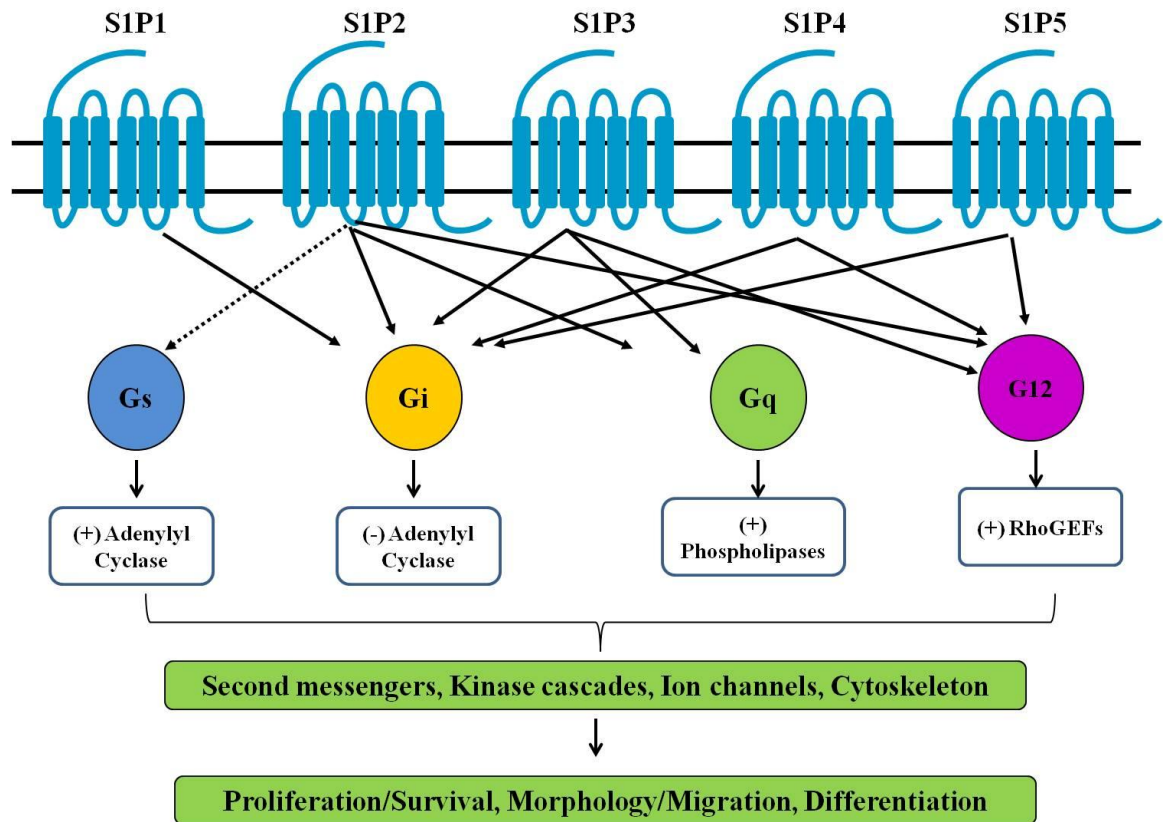 S1P1 S1P2 S1P3 S1P4 S1P5
Gs Gi Gq G12
(+) Adenylyl
Cyclase
(-) Adenylyl
Cyclase
(+)
Phospholipases
(+) RhoGEFs
Second messengers, Kinase cascades, Ion channels, Cytoskeleton
Proliferation/Survival, Morphology/Migration, Differentiation